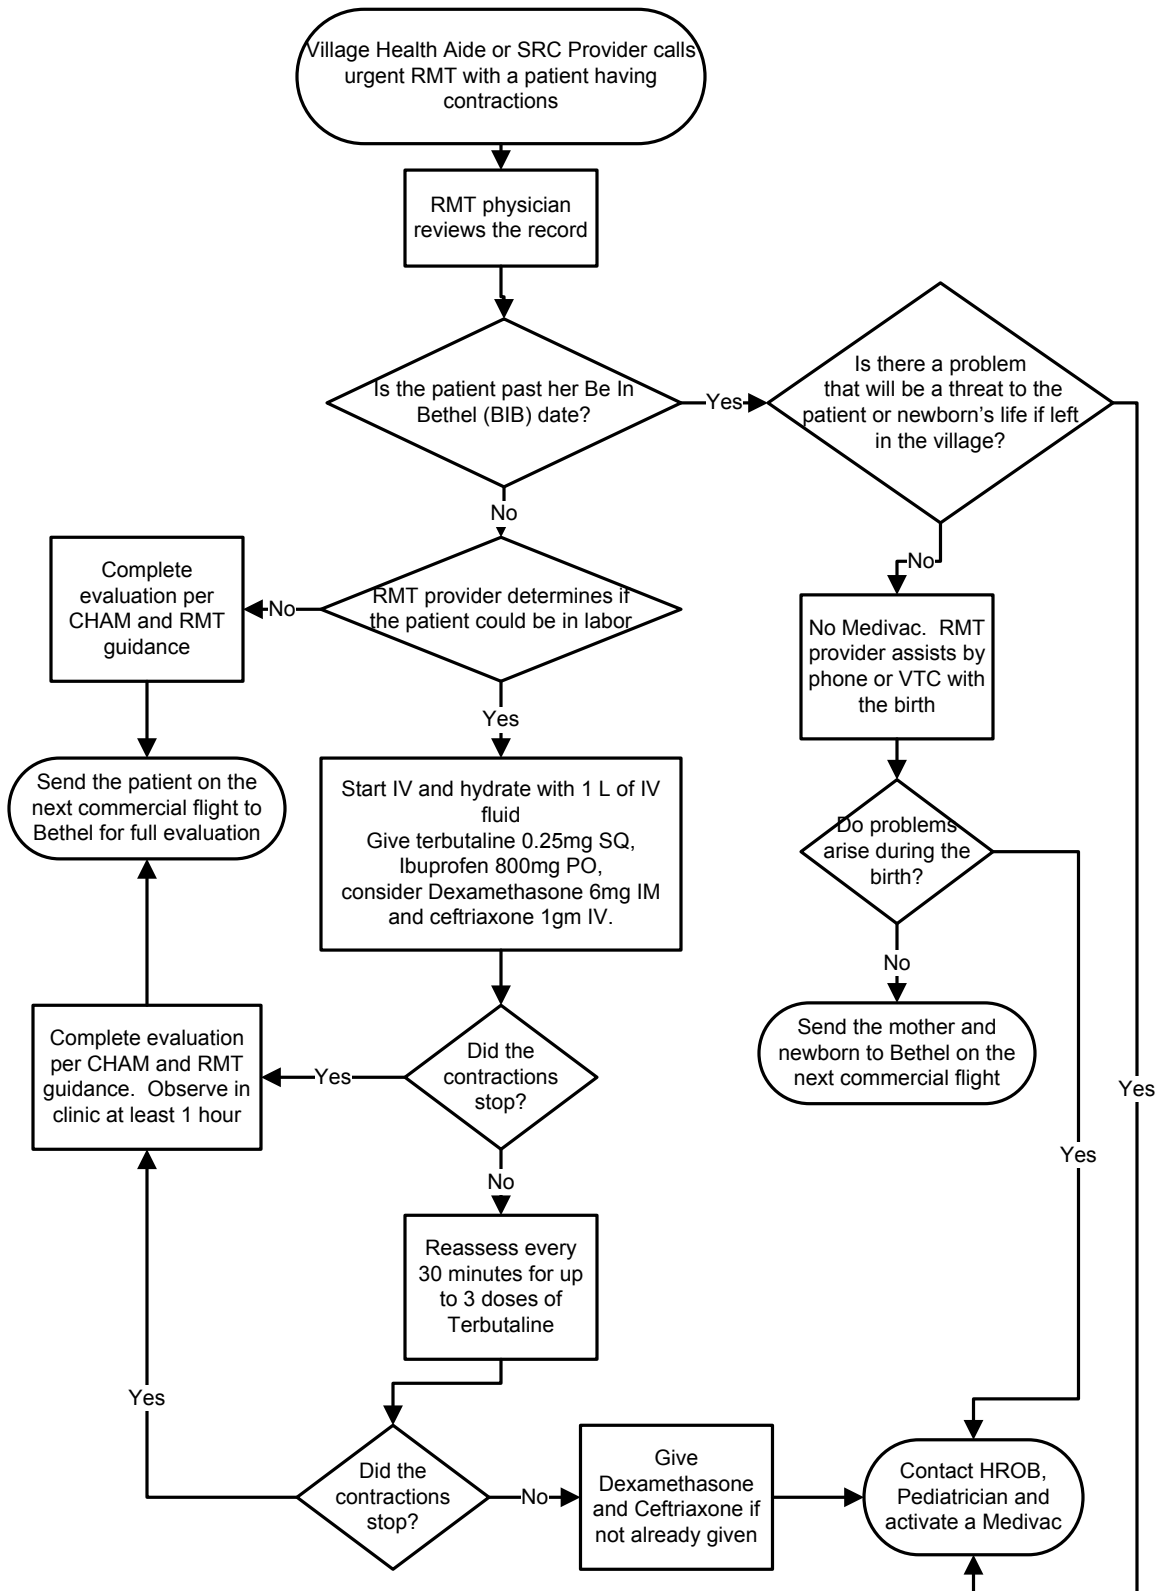 Village Health Aide or SRC Provider calls
urgent RMT with a patient having
contractions
RMT physician
reviews the record
Is the patient past her Be In
Bethel (BIB) date?
Yes
Is there a problem
that will be a threat to the
patient or newborn's life if left
in the village?
No
No
Complete
evaluation per
CHAM and RMT
guidance
No
RMT provider determines if
the patient could be in labor
No Medivac.  RMT
provider assists by
phone or VTC with
the birth
Yes
Send the patient on the
next commercial flight to
Bethel for full evaluation
Start IV and hydrate with 1 L of IV
fluid
Give terbutaline 0.25mg SQ,
Ibuprofen 800mg PO,
consider Dexamethasone 6mg IM
and ceftriaxone 1gm IV.
Do problems
arise during the
birth?
No
Send the mother and
newborn to Bethel on the
next commercial flight
Complete evaluation
per CHAM and RMT
guidance.  Observe in
clinic at least 1 hour
Yes
Did the
contractions
stop?
Yes
Yes
No
Reassess every
30 minutes for up
to 3 doses of
Terbutaline
Yes
Did the
contractions
stop?
No
Give
Dexamethasone
and Ceftriaxone if
not already given
Contact HROB,
Pediatrician and
activate a Medivac